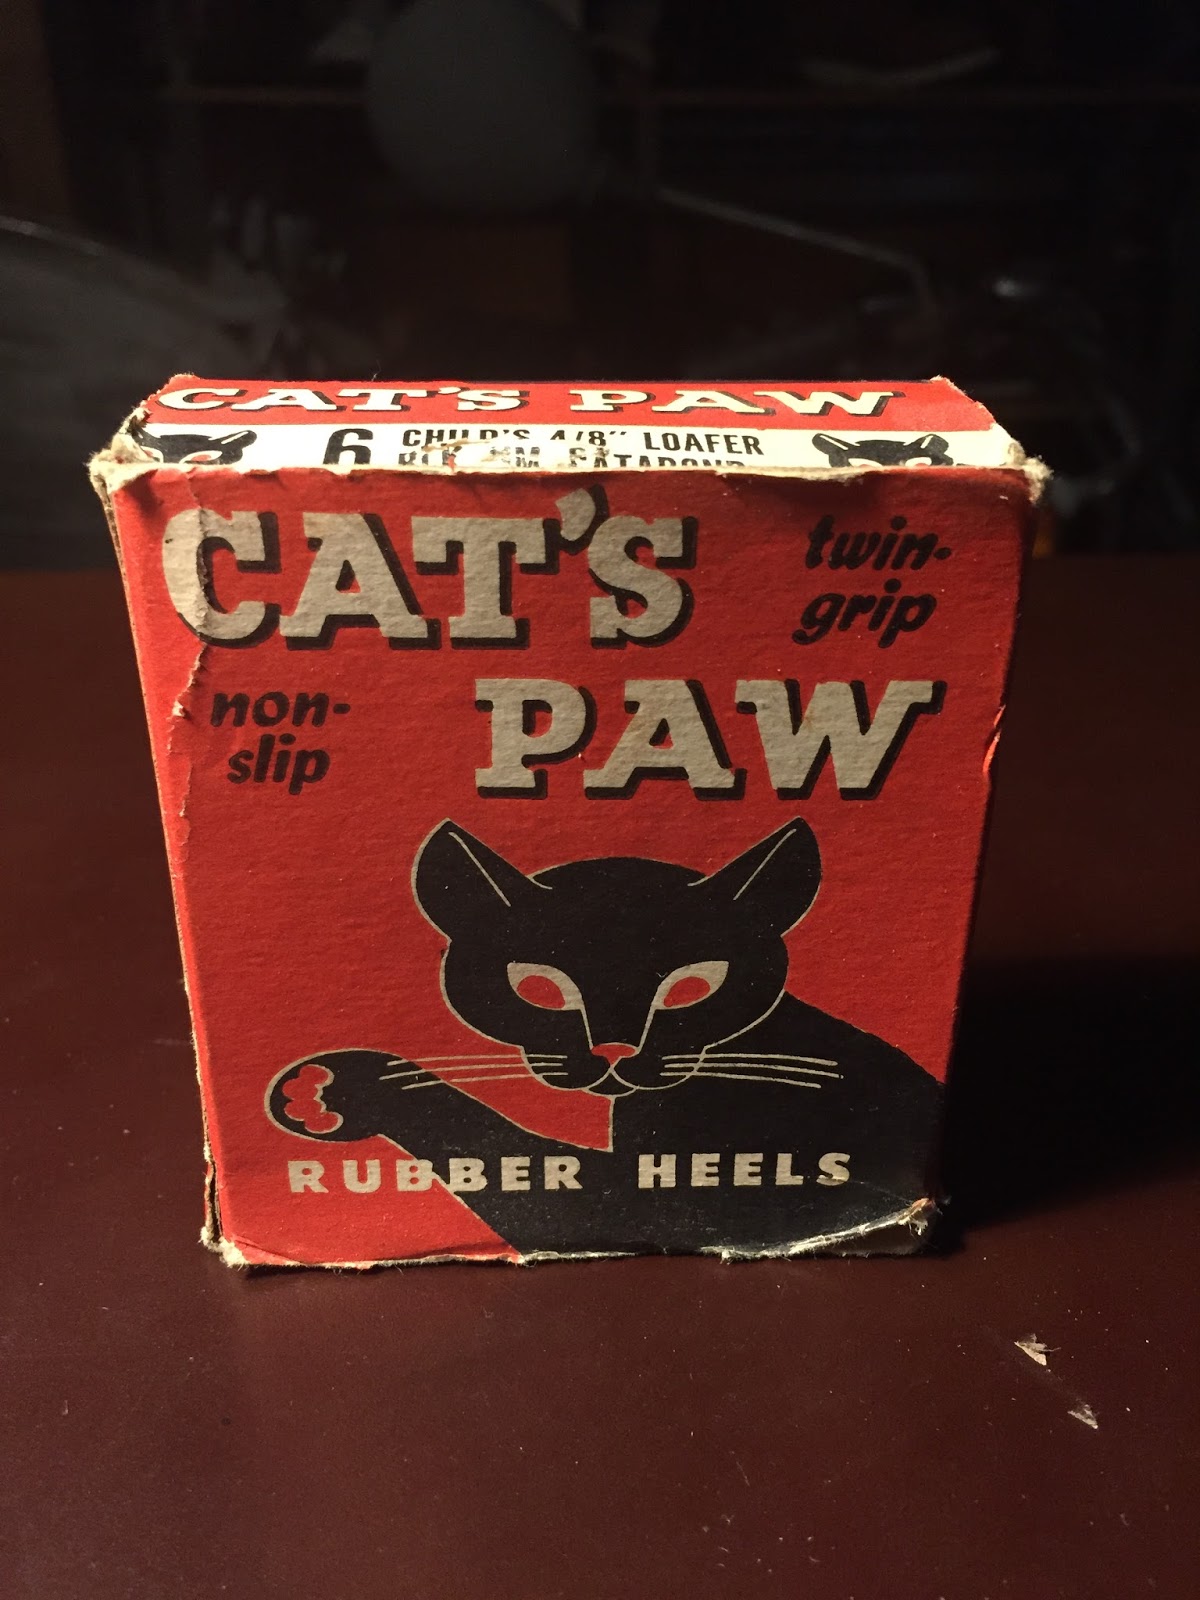 CAT'S PAW
6 CHILD'S 4/8" LOAFER
CAT'S
twin-
grip
non-
slip
PAW
RUBBER HEELS